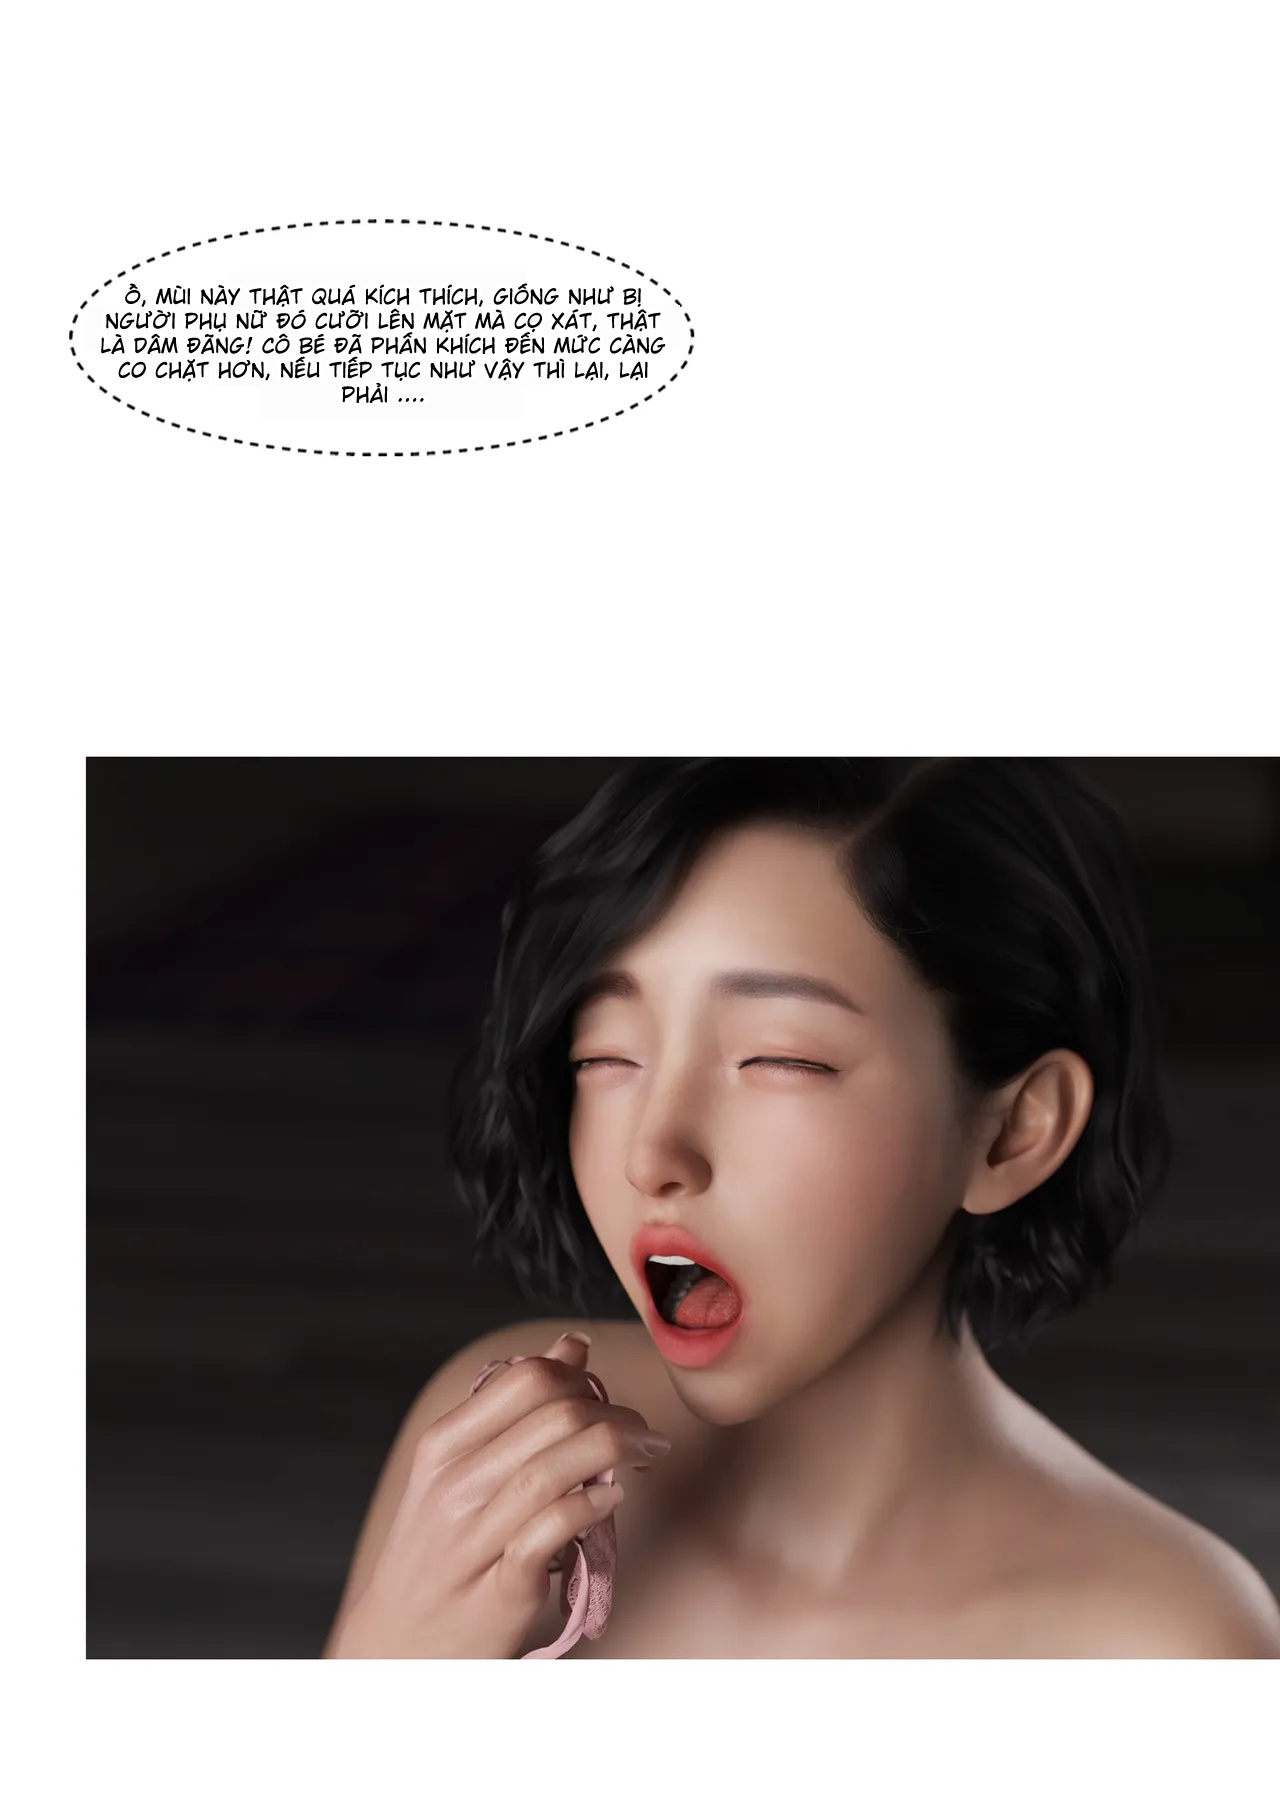 Ồ, MÙI NÀY THẬT QUÁ KÍCH THÍCH, GIỐNG NHƯ BỊ
NGƯỜI PHỤ NỮ ĐÓ CƯỠI LÊN MẶT MÀ CỌ XÁT, THẬT
LÀ DÂM ĐÃNG! CÔ BÉ ĐÃ PHẤN KHÍCH ĐẾN MỨC CÀNG
CO CHẶT HƠN, NẾU TIẾP TỤC NHƯ VẬY THÌ LẠI, LẠI
PHẢI ....